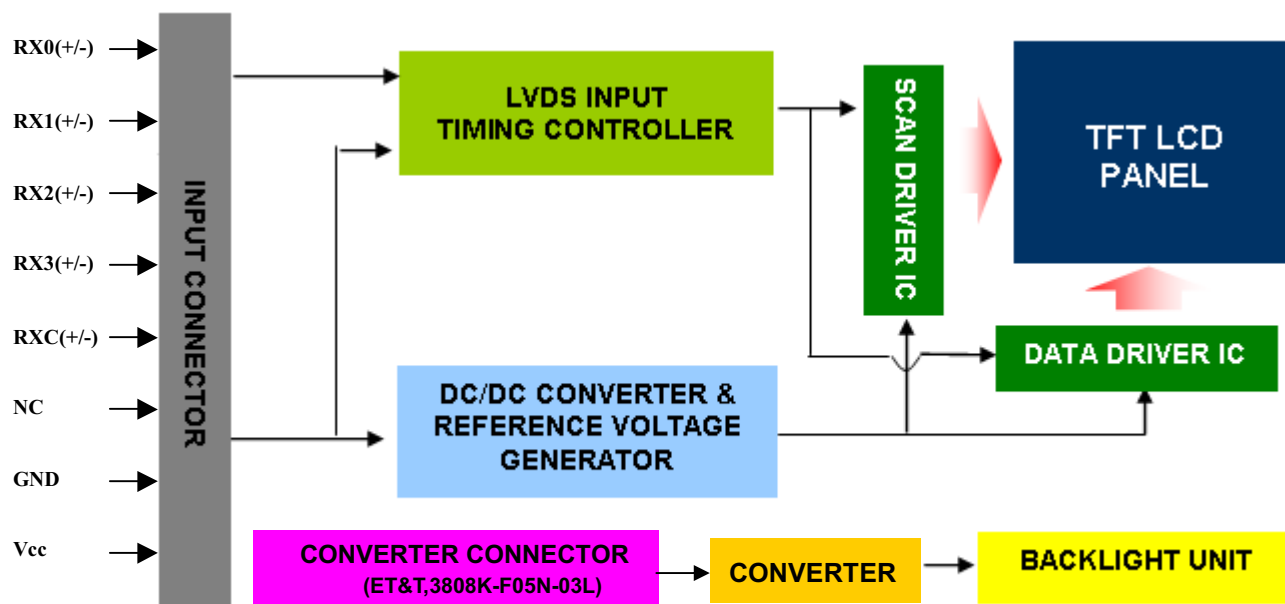 RX0(+/-)
RX1(+/-)
RX2(+/-)
RX3(+/-)
RXC(+/-)
NC
GND
Vcc
INPUT CONNECTOR
LVDS INPUT
TIMING CONTROLLER
SCAN DRIVER IC
TFT LCD
PANEL
DATA DRIVER IC
DC/DC CONVERTER &
REFERENCE VOLTAGE
GENERATOR
CONVERTER CONNECTOR
(ET&T,3808K-F05N-03L)
CONVERTER
BACKLIGHT UNIT